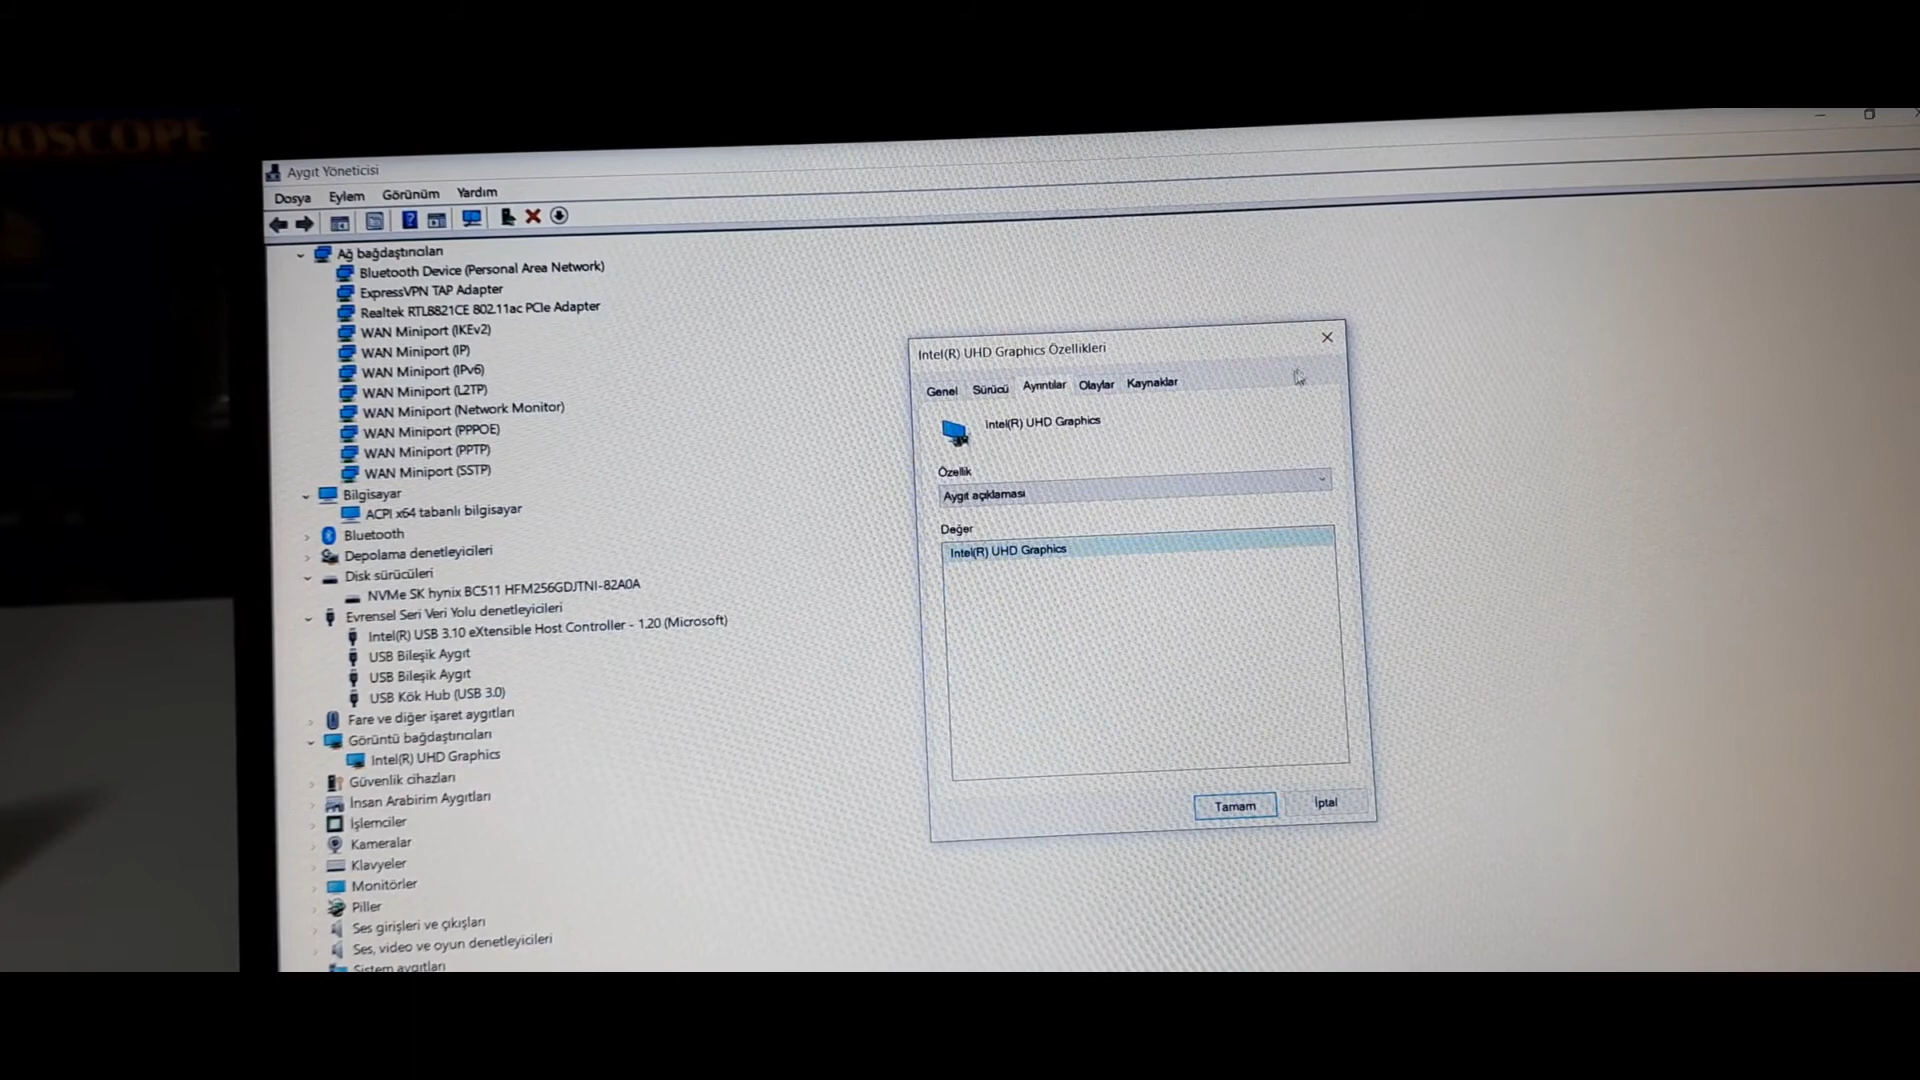 ROSCOPE
Aygıt Yöneticisi
Dosya Eylem Görünüm Yardım
Ağ bağdaştırıcıları
Bluetooth Device (Personal Area Network)
ExpressVPN TAP Adapter
Realtek RTL8821CE 802.11ac PCIe Adapter
WAN Miniport (IKEv2)
WAN Miniport (IP)
WAN Miniport (IPv6)
WAN Miniport (L2TP)
WAN Miniport (Network Monitor)
WAN Miniport (PPPOE)
WAN Miniport (PPTP)
WAN Miniport (SSTP)
Bilgisayar
ACPI x64 tabanlı bilgisayar
Bluetooth
Depolama denetleyicileri
Disk sürücüleri
NVMe SK hynix BC511 HFM256GDJTNI-82A0A
Evrensel Seri Veri Yolu denetleyicileri
Intel(R) USB 3.10 eXtensible Host Controller - 1.20 (Microsoft)
USB Bileşik Aygıt
USB Bileşik Aygıt
USB Kök Hub (USB 3.0)
Fare ve diğer işaret aygıtları
Görüntü bağdaştırıcıları
Intel(R) UHD Graphics
Güvenlik cihazları
İnsan Arabirim Aygıtları
İşlemciler
Kameralar
Klavyeler
Monitörler
Piller
Ses girişleri ve çıkışları
Ses, video ve oyun denetleyicileri
Sistem aygıtları
Intel(R) UHD Graphics Özellikleri
Genel Sürücü Ayrıntılar Olaylar Kaynaklar
Intel(R) UHD Graphics
Özellik
Aygıt açıklaması
Değer
Intel(R) UHD Graphics
Tamam İptal